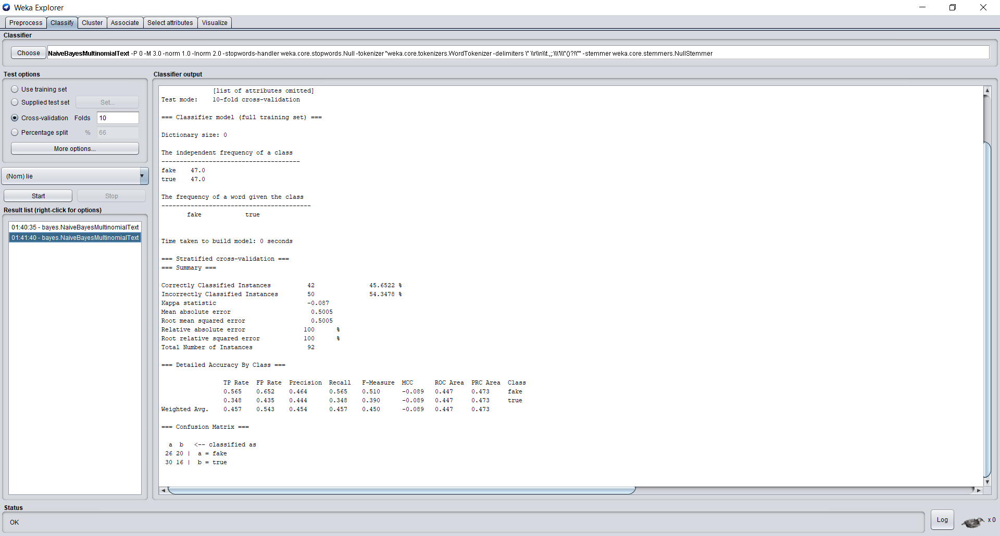 Weka Explorer
Preprocess Classify Cluster Associate Select attributes Visualize
Classifier
Choose NaiveBayesMultinomialText -P 0 -M 3.0 -norm 1.0 -lnorm 2.0 -stopwords-handler weka.core.stopwords.Null -tokenizer "weka.core.tokenizers.WordTokenizer -delimiters \" \\r\\n\\t.,;:\\\'\\\"()?!\"" -stemmer weka.core.stemmers.NullStemmer
Test options
Use training set
Supplied test set Set...
Cross-validation Folds 10
Percentage split % 66
More options...
(Nom) lie
Start Stop
Result list (right-click for options)
01:40:35 - bayes.NaiveBayesMultinomialText
01:41:40 - bayes.NaiveBayesMultinomialText
Classifier output
[list of attributes omitted]
Test mode: 10-fold cross-validation
=== Classifier model (full training set) ===
Dictionary size: 0
The independent frequency of a class
--------------------------------------
fake 47.0
true 47.0
The frequency of a word given the class
-----------------------------------------
fake true
Time taken to build model: 0 seconds
=== Stratified cross-validation ===
=== Summary ===
Correctly Classified Instances 42 45.6522 %
Incorrectly Classified Instances 50 54.3478 %
Kappa statistic -0.087
Mean absolute error 0.5005
Root mean squared error 0.5005
Relative absolute error 100 %
Root relative squared error 100 %
Total Number of Instances 92
=== Detailed Accuracy By Class ===
TP Rate FP Rate Precision Recall F-Measure MCC ROC Area PRC Area Class
0.565 0.652 0.464 0.565 0.510 -0.089 0.447 0.473 fake
0.348 0.435 0.444 0.348 0.390 -0.089 0.447 0.473 true
Weighted Avg. 0.457 0.543 0.454 0.457 0.450 -0.089 0.447 0.473
=== Confusion Matrix ===
a b <-- classified as
26 20 | a = fake
30 16 | b = true
Status
OK
Log x 0